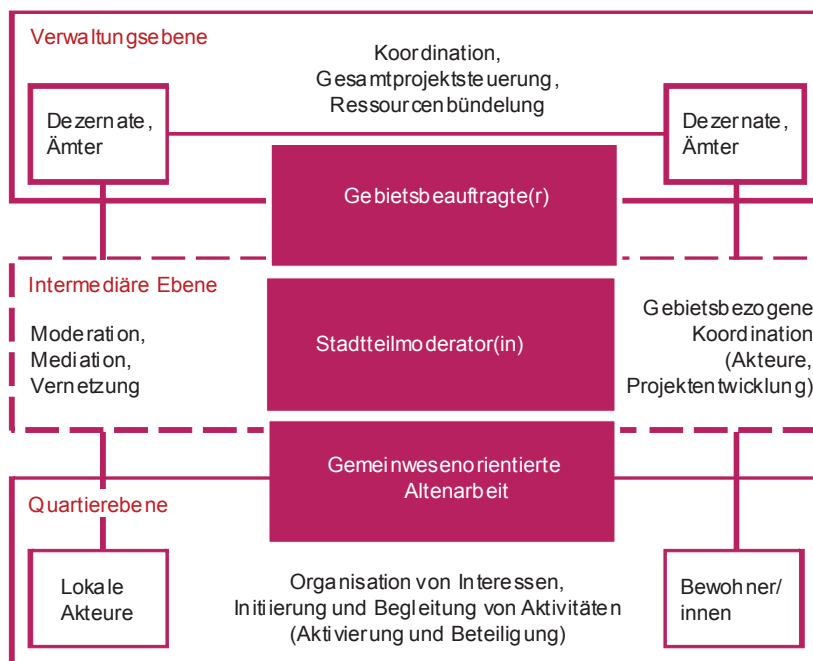 Verwaltungsebene
Koordination,
Gesamtprojektsteuerung,
Ressourcenbündelung
Dezernate,
Ämter
Dezernate,
Ämter
Gebietsbeauftragte(r)
Intermediäre Ebene
Moderation,
Mediation,
Vernetzung
Stadtteilmoderator(in)
Gebietsbezogene
Koordination
(Akteure,
Projektentwicklung)
Gemeinwesenorientierte
Altenarbeit
Quartierebene
Lokale
Akteure
Organisation von Interessen,
Initiierung und Begleitung von Aktivitäten
(Aktivierung und Beteiligung)
Bewohner/
innen